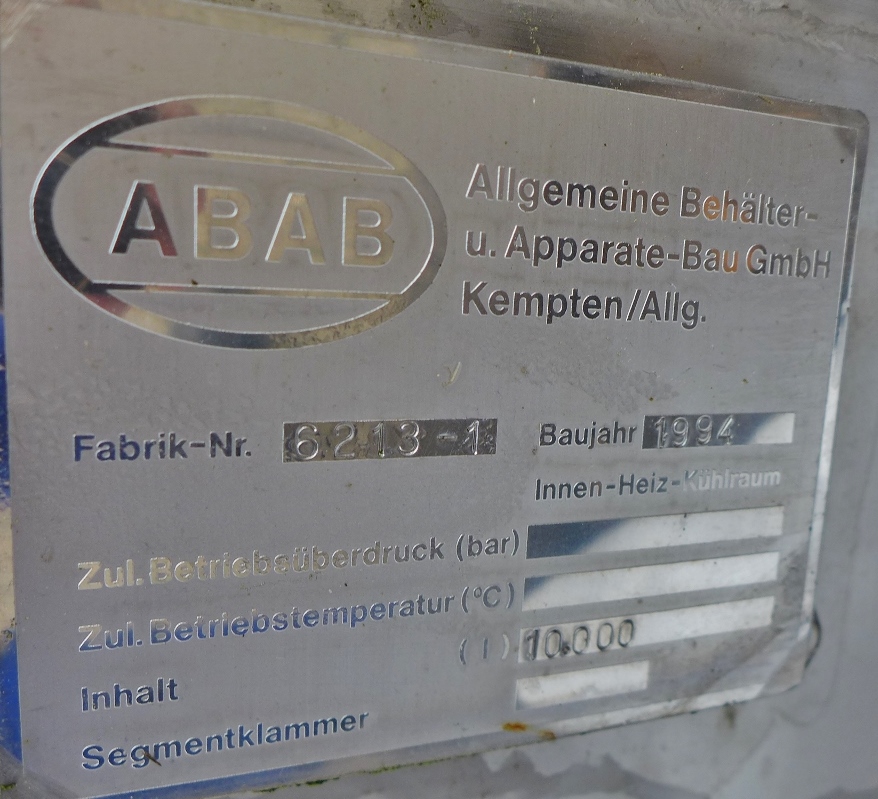 ABAB
Allgemeine Behälter-
u. Apparate-Bau GmbH
Kempten/Allg.
Fabrik-Nr. 6213-1 Baujahr 1994
Innen-Heiz-Kühlraum
Zul. Betriebsüberdruck (bar)
Zul. Betriebstemperatur (°C)
Inhalt (l) 10.000
Segmentklammer